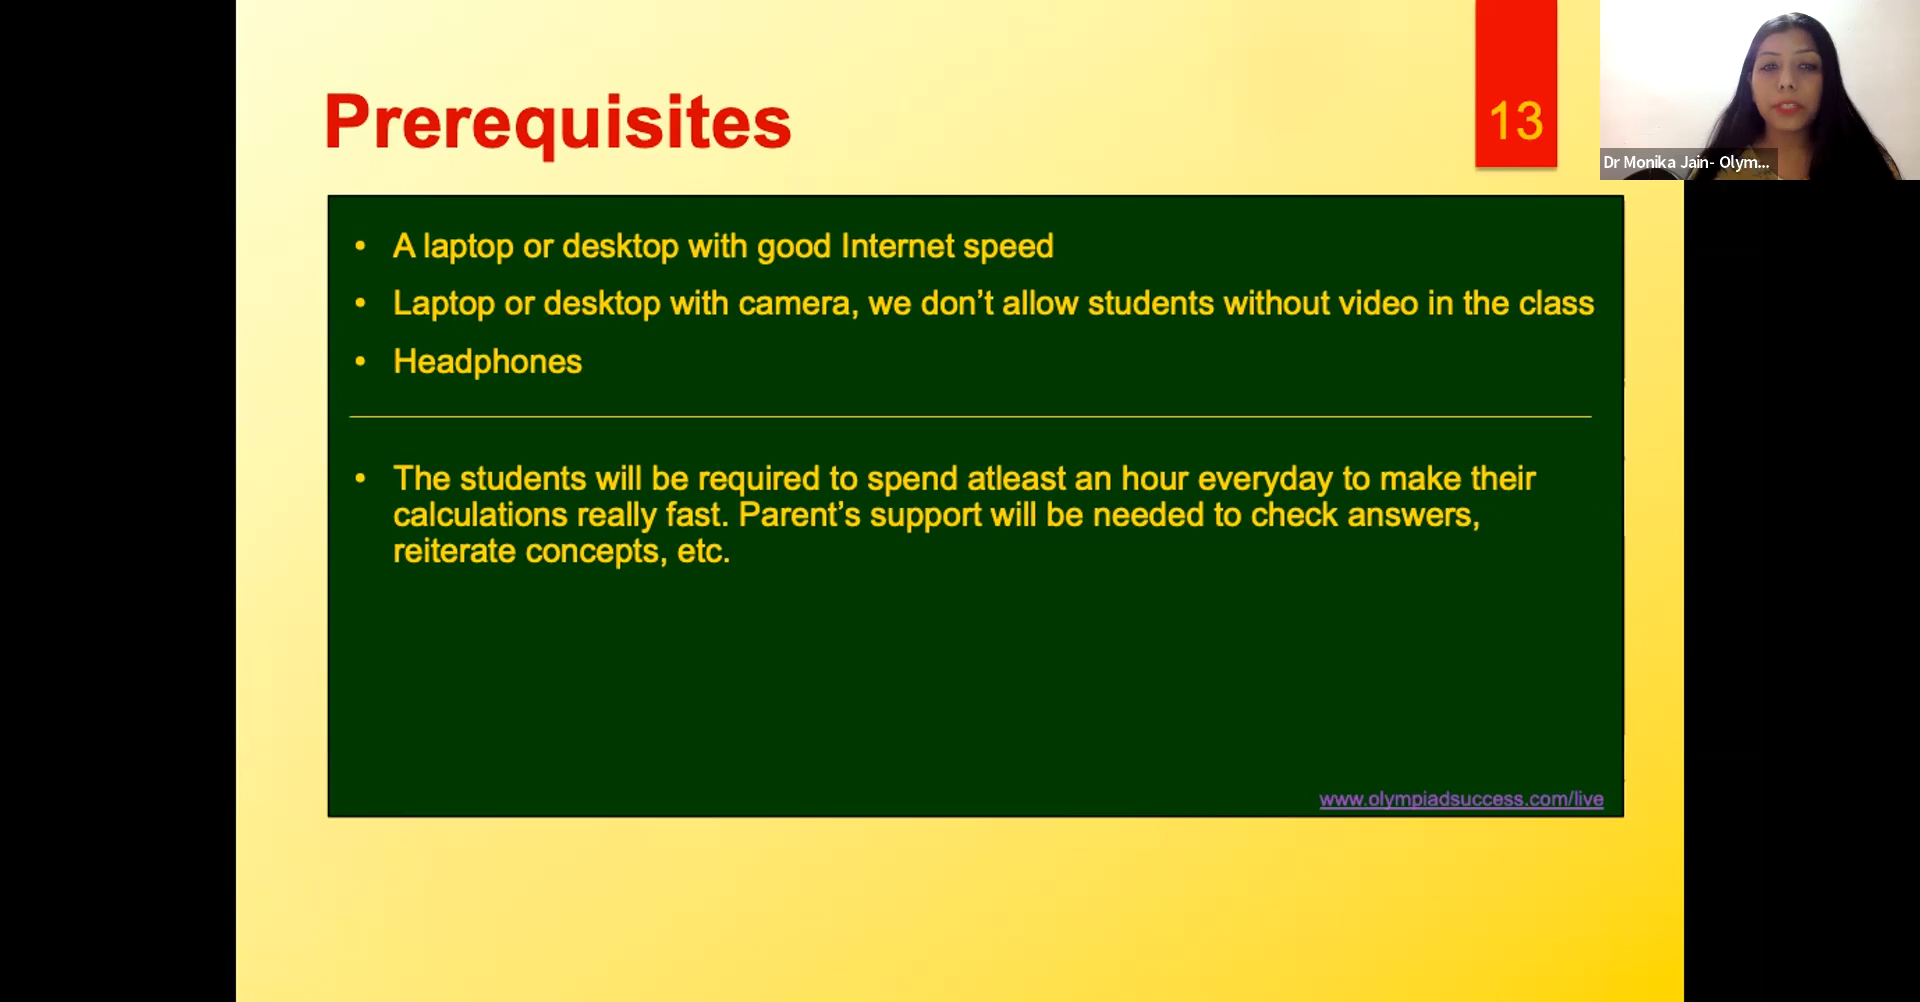 Prerequisites
13
Dr Monika Jain- Olym...
• A laptop or desktop with good Internet speed
• Laptop or desktop with camera, we don’t allow students without video in the class
• Headphones
• The students will be required to spend atleast an hour everyday to make their
calculations really fast. Parent’s support will be needed to check answers,
reiterate concepts, etc.
www.olympiadsuccess.com/live